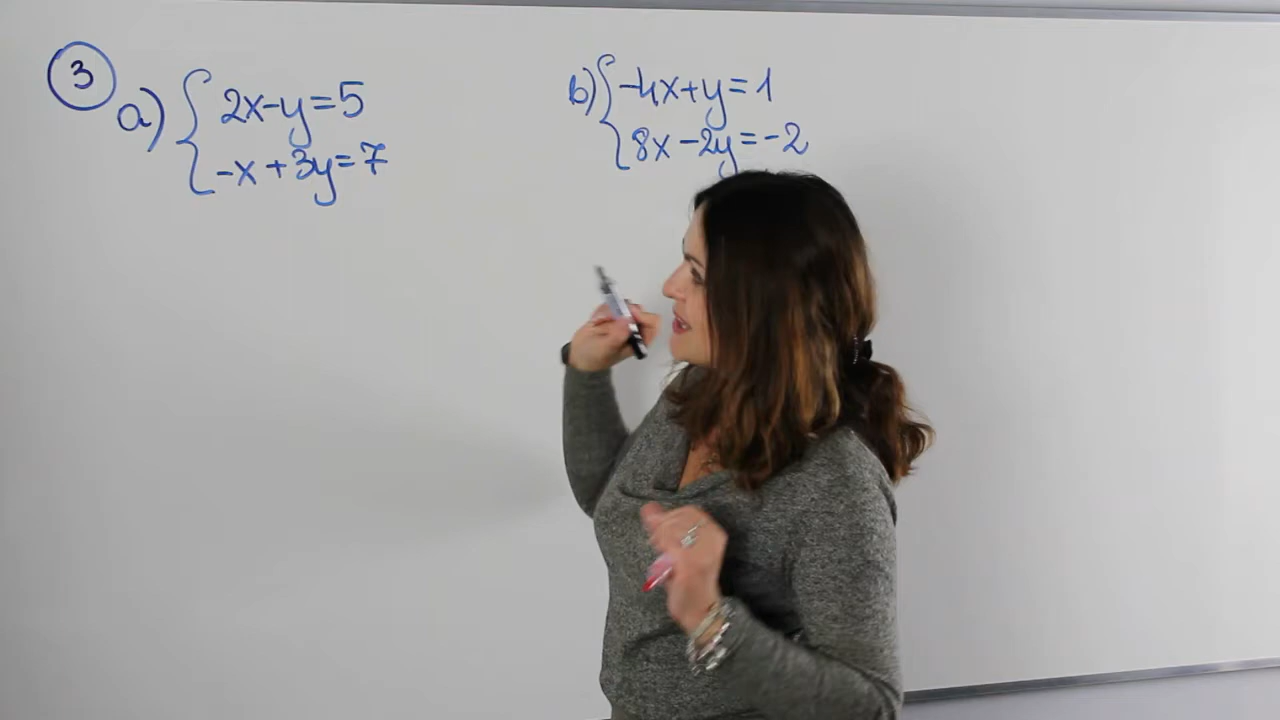 3
a) { 2x-y=5
-x+3y=7
b) { -4x+y=1
8x-2y=-2